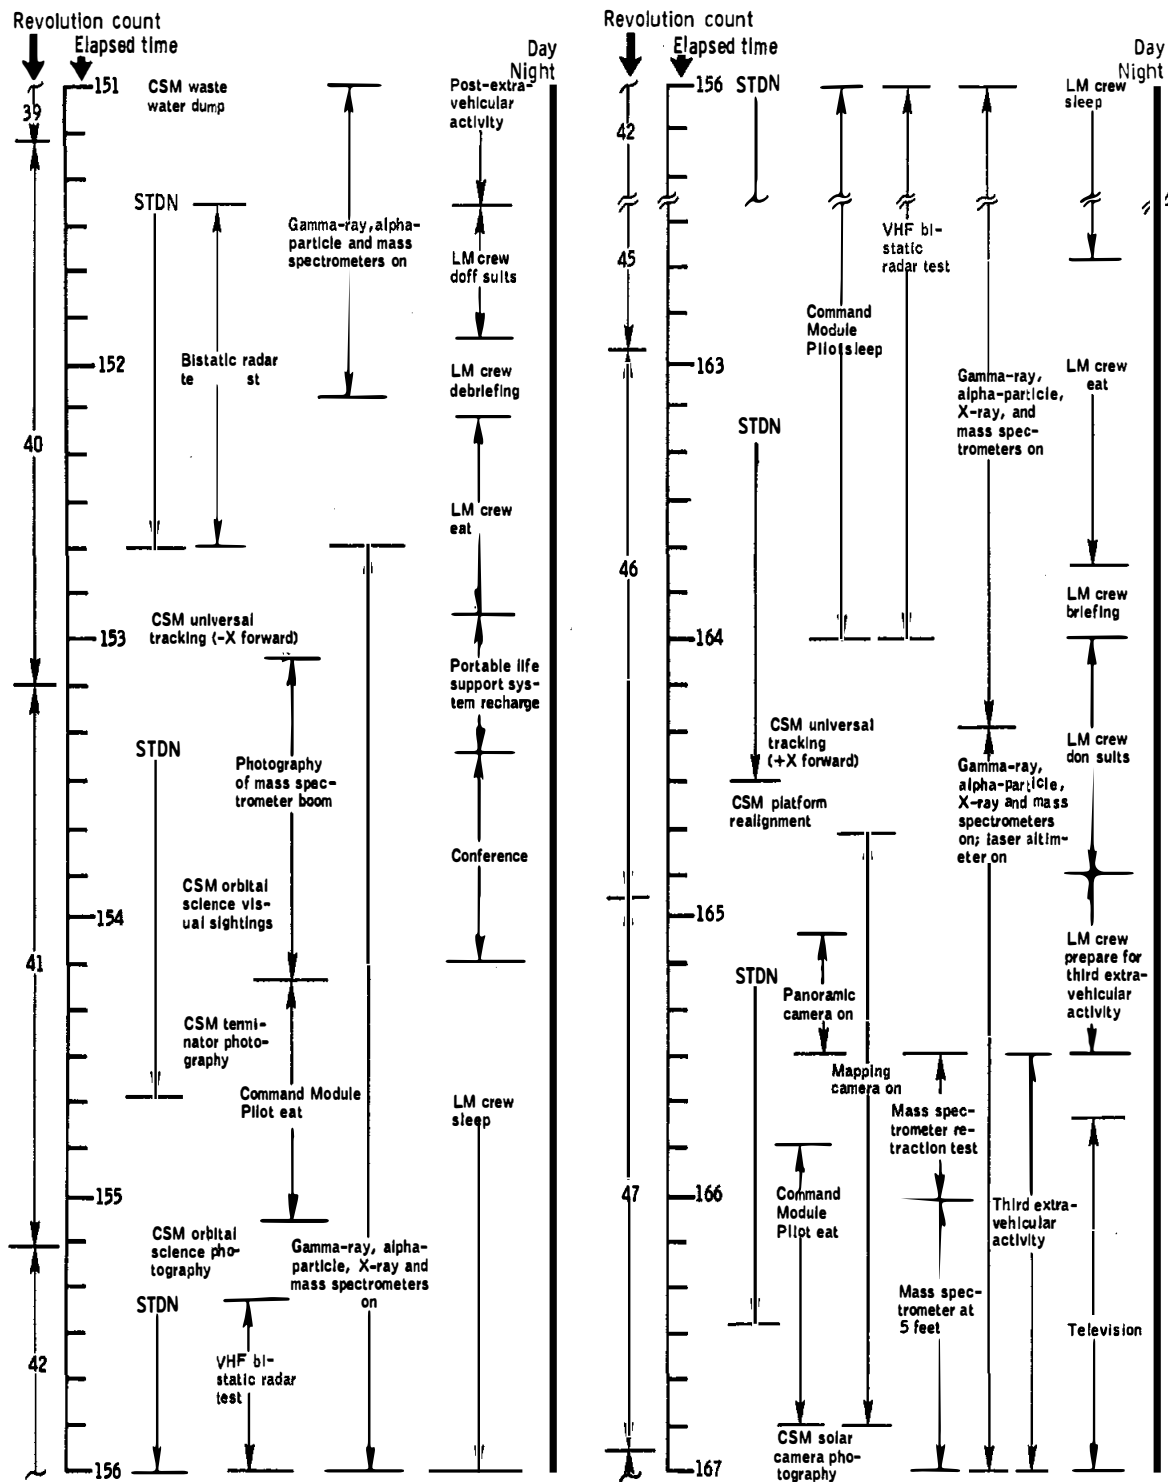 Revolution count
Elapsed time
Day
Night
151
CSM waste
water dump
Post-extra-
vehicular
activity
39
STDN
Gamma-ray, alpha-
particle and mass
spectrometers on
LM crew
doff suits
152
Bistatic radar
te st
LM crew
debriefing
40
LM crew
eat
CSM universal
tracking (-X forward)
153
Portable life
support sys-
tem recharge
STDN
Photography
of mass spec-
trometer boom
Conference
CSM orbital
science vis-
ual sightings
154
41
CSM termi-
nator photo-
graphy
Command Module
Pilot eat
LM crew
sleep
155
CSM orbital
science pho-
tography
Gamma-ray, alpha-
particle, X-ray and
mass spectrometers
on
STDN
42
VHF bi-
static radar
test
156
Revolution count
Elapsed time
Day
Night
156
STDN
LM crew
sleep
42
VHF bi-
static
radar test
45
Command
Module
Pilot sleep
163
Gamma-ray,
alpha-particle,
X-ray, and
mass spec-
trometers on
LM crew
eat
STDN
46
LM crew
briefing
164
CSM universal
tracking
(+X forward)
LM crew
don suits
CSM platform
realignment
Gamma-ray,
alpha-particle,
X-ray and mass
spectrometers
on; laser altim-
eter on
165
STDN
Panoramic
camera on
LM crew
prepare for
third extra-
vehicular
activity
Mapping
camera on
Mass spec-
trometer re-
traction test
47
166
Command
Module
Pilot eat
Third extra-
vehicular
activity
Mass spec-
trometer at
5 feet
Television
CSM solar
camera pho-
tography
167